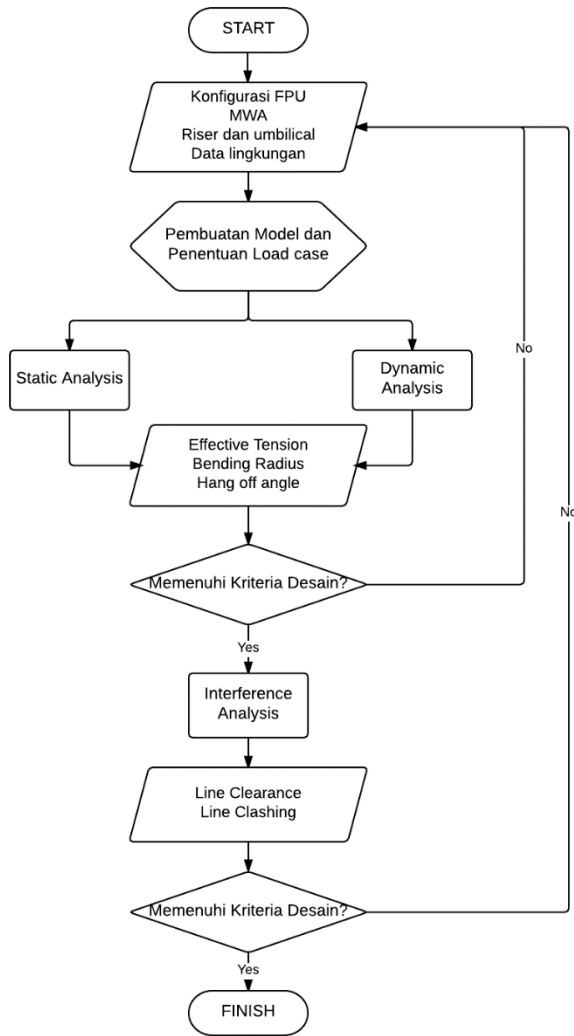 START
Konfigurasi FPU
MWA
Riser dan umbilical
Data lingkungan
Pembuatan Model dan
Penentuan Load case
No
Static Analysis
Dynamic
Analysis
Effective Tension
Bending Radius
Hang off angle
No
Memenuhi Kriteria Desain?
Yes
Interference
Analysis
Line Clearance
Line Clashing
Memenuhi Kriteria Desain?
Yes
FINISH